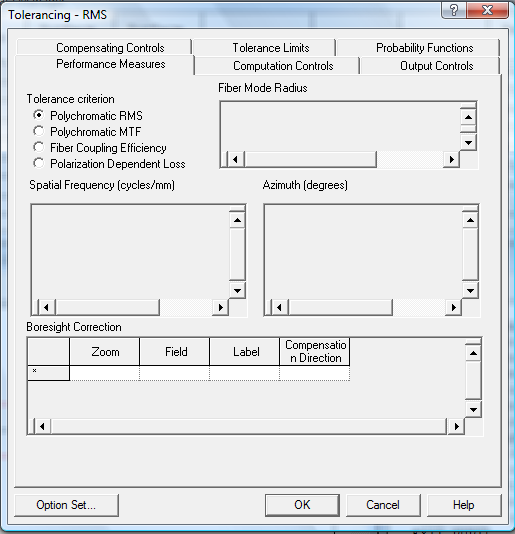 Tolerancing - RMS
Compensating Controls
Tolerance Limits
Probability Functions
Performance Measures
Computation Controls
Output Controls
Tolerance criterion
Polychromatic RMS
Polychromatic MTF
Fiber Coupling Efficiency
Polarization Dependent Loss
Fiber Mode Radius
Spatial Frequency (cycles/mm)
Azimuth (degrees)
Boresight Correction
Zoom
Field
Label
Compensatio
n Direction
*
Option Set...
OK
Cancel
Help